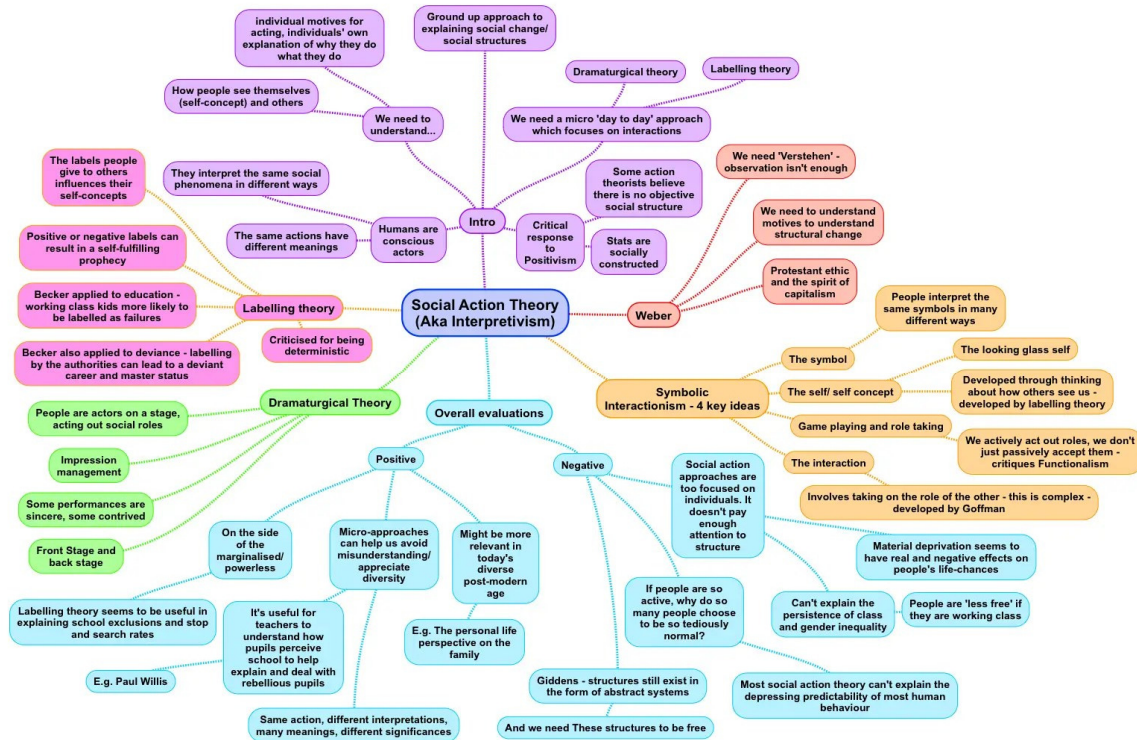 individual motives for
acting, individuals' own
explanation of why they do
what they do
Ground up approach to
explaining social change/
social structures
Dramaturgical theory
Labelling theory
How people see themselves
(self-concept) and others
We need to
understand...
We need a micro 'day to day' approach
which focuses on interactions
They interpret the same social
phenomena in different ways
The same actions have
different meanings
Humans are
conscious
actors
Intro
Critical
response
to
Positivism
Some action
theorists believe
there is no objective
social structure
Stats are
socially
constructed
We need 'Verstehen' -
observation isn't enough
We need to understand
motives to understand
structural change
Protestant ethic
and the spirit of
capitalism
Weber
The labels people
give to others
influences their
self-concepts
Positive or negative labels can
result in a self-fulfilling
prophecy
Becker applied to education -
working class kids more likely to
be labelled as failures
Becker also applied to deviance - labelling
by the authorities can lead to a deviant
career and master status
Labelling theory
Criticised for being
deterministic
Social Action Theory
(Aka Interpretivism)
People interpret the
same symbols in many
different ways
The symbol
The looking glass self
Symbolic
Interactionism - 4 key ideas
The self/ self concept
Developed through thinking
about how others see us -
developed by labelling theory
Game playing and role taking
We actively act out roles, we don't
just passively accept them -
critiques Functionalism
The interaction
Involves taking on the role of the other - this is complex -
developed by Goffman
Dramaturgical Theory
People are actors on a stage,
acting out social roles
Impression
management
Some performances are
sincere, some contrived
Front Stage and
back stage
Overall evaluations
Positive
On the side
of the
marginalised/
powerless
Labelling theory seems to be useful in
explaining school exclusions and stop
and search rates
Micro-approaches
can help us avoid
misunderstanding/
appreciate
diversity
It's useful for
teachers to
understand how
pupils perceive
school to help
explain and deal with
rebellious pupils
E.g. Paul Willis
Same action, different interpretations,
many meanings, different significances
Might be more
relevant in
today's
diverse
post-modern
age
E.g. The personal life
perspective on the
family
Negative
Social action
approaches are
too focused on
individuals. It
doesn't pay
enough
attention to
structure
Material deprivation seems to
have real and negative effects on
people's life-chances
Can't explain the
persistence of class
and gender inequality
People are 'less free' if
they are working class
If people are so
active, why do so
many people choose
to be so tediously
normal?
Most social action theory can't explain the
depressing predictability of most human
behaviour
Giddens - structures still exist in
the form of abstract systems
And we need These structures to be free